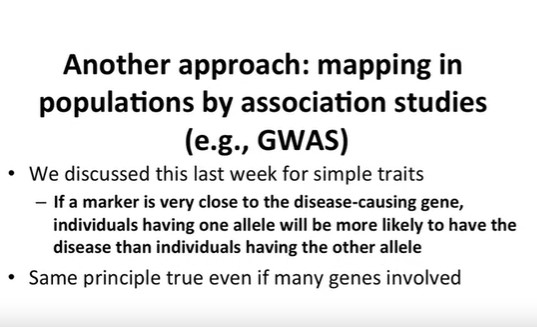 Another approach: mapping in
populations by association studies
(e.g., GWAS)
• We discussed this last week for simple traits
– If a marker is very close to the disease-causing gene,
individuals having one allele will be more likely to have the
disease than individuals having the other allele
• Same principle true even if many genes involved